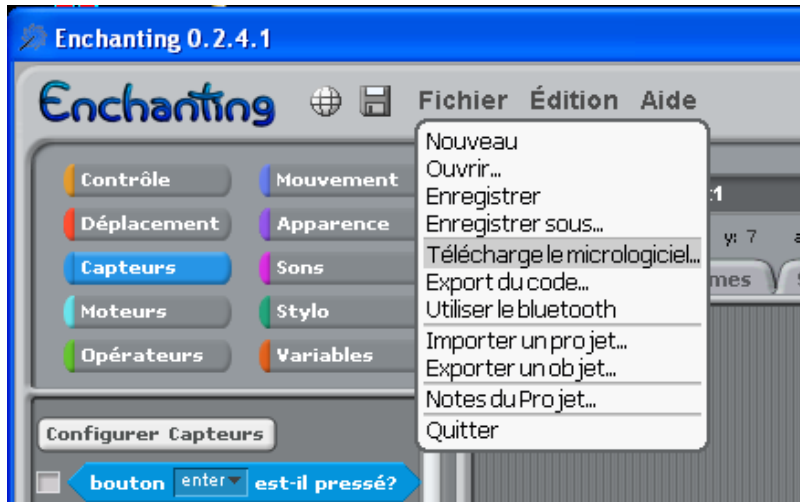 Enchanting 0.2.4.1
Enchanting
Fichier Édition Aide
Nouveau
Ouvrir...
Enregistrer
Enregistrer sous...
Télécharge le micrologiciel...
Export du code...
Utiliser le bluetooth
Importer un projet...
Exporter un objet...
Notes du Projet...
Quitter
Contrôle Mouvement
Déplacement Apparence
Capteurs Sons
Moteurs Stylo
Opérateurs Variables
Configurer Capteurs
bouton enter est-il pressé?
y: 7